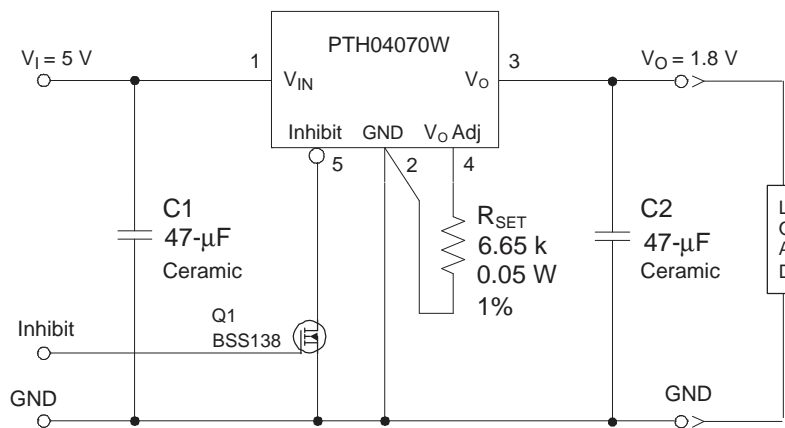 PTH04070W
V_I = 5 V
1
3
V_O = 1.8 V
V_IN
V_O
Inhibit
GND
V_O Adj
5
2
4
C1
47-μF
Ceramic
R_SET
6.65 k
0.05 W
1%
C2
47-μF
Ceramic
L
O
A
D
Q1
BSS138
Inhibit
GND
GND